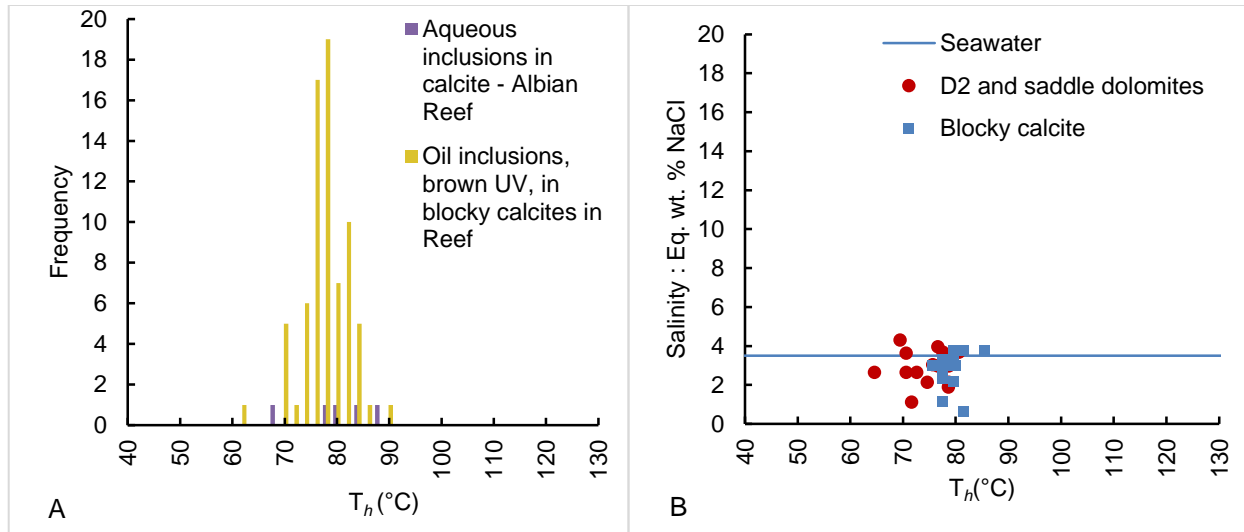 20
18
16
14
12
10
8
6
4
2
0
Frequency
40
50
60
70
80
90
100
110
120
130
Th (°C)
A
Aqueous
inclusions in
calcite - Albian
Reef
Oil inclusions,
brown UV, in
blocky calcites in
Reef
20
18
16
14
12
10
8
6
4
2
0
Salinity : Eq. wt. % NaCl
40
50
60
70
80
90
100
110
120
130
Th (°C)
B
Seawater
D2 and saddle dolomites
Blocky calcite